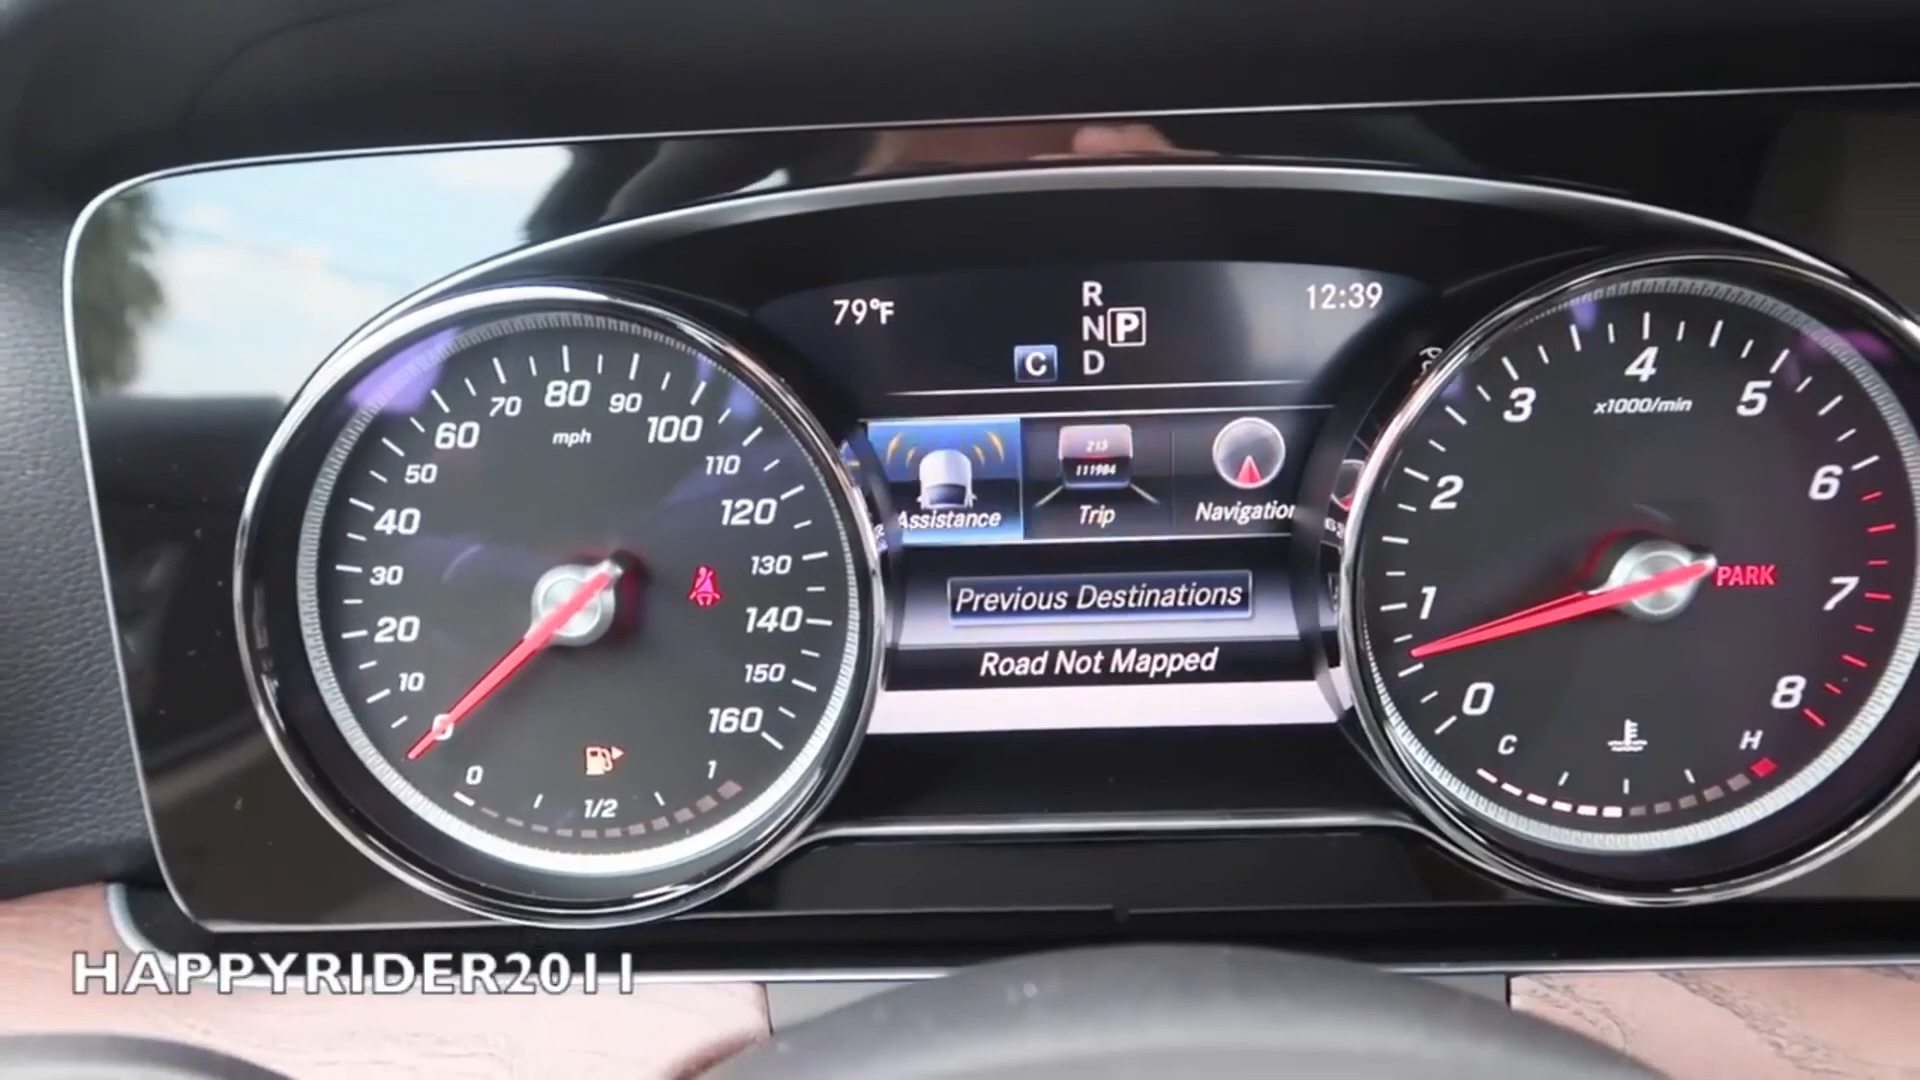 79°F
R
N P
C D
12:39
Assistance
Trip
Navigation
213
111984
Previous Destinations
Road Not Mapped
0
10
20
30
40
50
60
70
80
90
100
110
120
130
140
150
160
mph
0
1/2
1
0
1
2
3
4
5
6
7
8
x1000/min
PARK
C
H
HAPPYRIDER2011